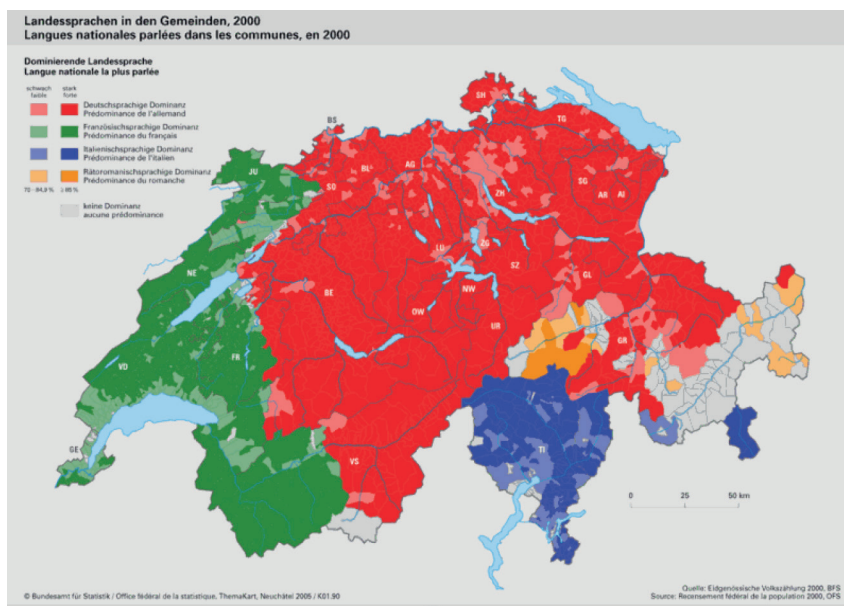 Landessprachen in den Gemeinden, 2000
Langues nationales parlées dans les communes, en 2000
Dominierende Landessprache
Langue nationale la plus parlée
schwach stark
faible forte
Deutschsprachige Dominanz
Prédominance de l'allemand
Französischsprachige Dominanz
Prédominance du français
Italienischsprachige Dominanz
Prédominance de l'italien
Rätoromanischsprachige Dominanz
Prédominance du romanche
70 - 84,9 % ≥ 85 %
keine Dominanz
aucune prédominance
SH
BS
TG
BL
AG
JU
SO
ZH
SG
AR
AI
LU
ZG
SZ
NE
BE
NW
GL
OW
UR
GR
FR
VD
GE
VS
TI
0 25 50 km
© Bundesamt für Statistik / Office fédéral de la statistique, ThemaKart, Neuchâtel 2005 / K01.90
Quelle: Eidgenössische Volkszählung 2000, BFS
Source: Recensement fédéral de la population 2000, OFS